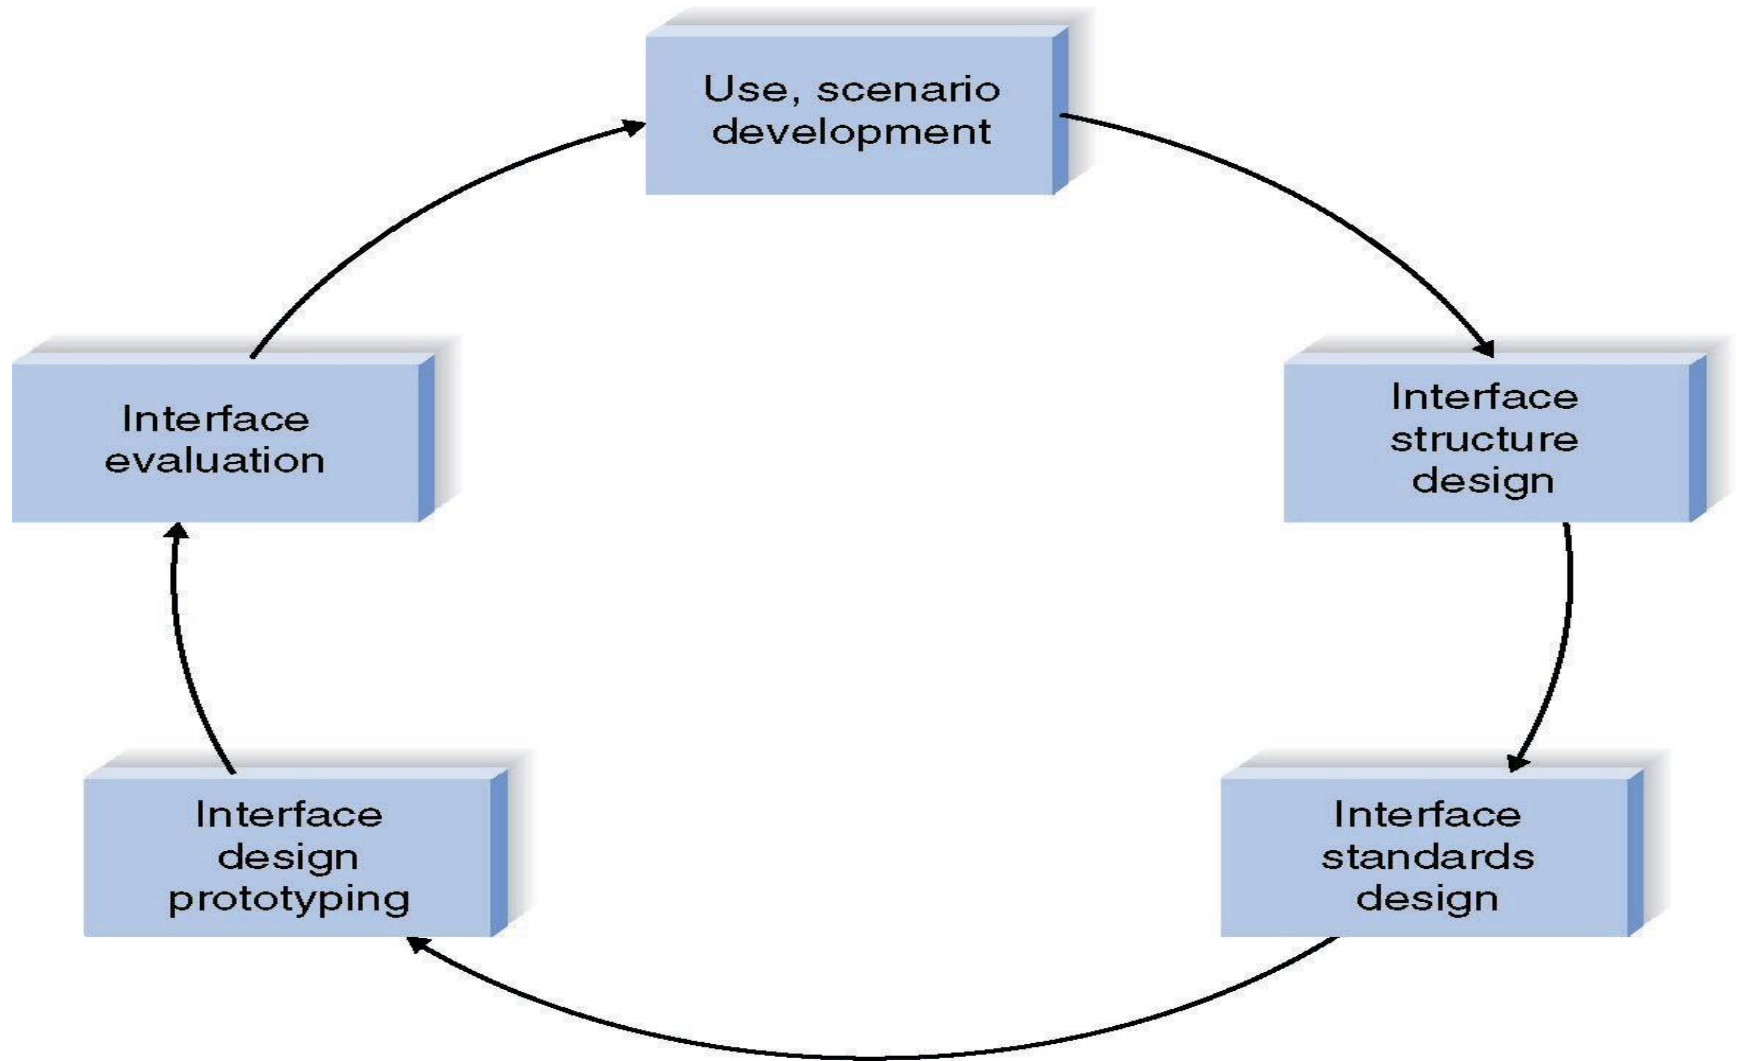 Use, scenario
development
Interface
structure
design
Interface
standards
design
Interface
design
prototyping
Interface
evaluation